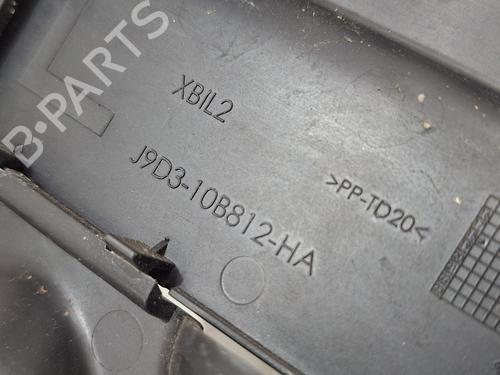 B-PARTS
XBIL2
J9D3-10B812-HA
>PP-TD20<